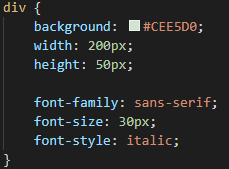 div {
    background: #CEE5D0;
    width: 200px;
    height: 50px;

    font-family: sans-serif;
    font-size: 30px;
    font-style: italic;
}